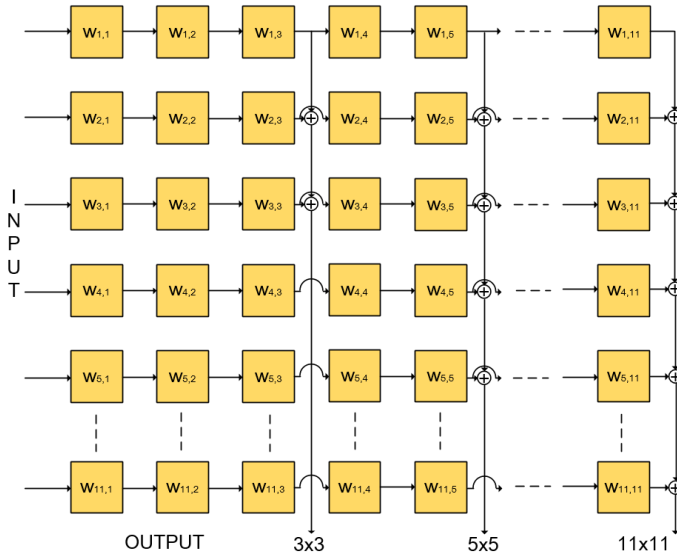 W1,1 W1,2 W1,3 W1,4 W1,5 W1,11
W2,1 W2,2 W2,3 W2,4 W2,5 W2,11
W3,1 W3,2 W3,3 W3,4 W3,5 W3,11
W4,1 W4,2 W4,3 W4,4 W4,5 W4,11
W5,1 W5,2 W5,3 W5,4 W5,5 W5,11
W11,1 W11,2 W11,3 W11,4 W11,5 W11,11
INPUT
OUTPUT 3x3 5x5 11x11